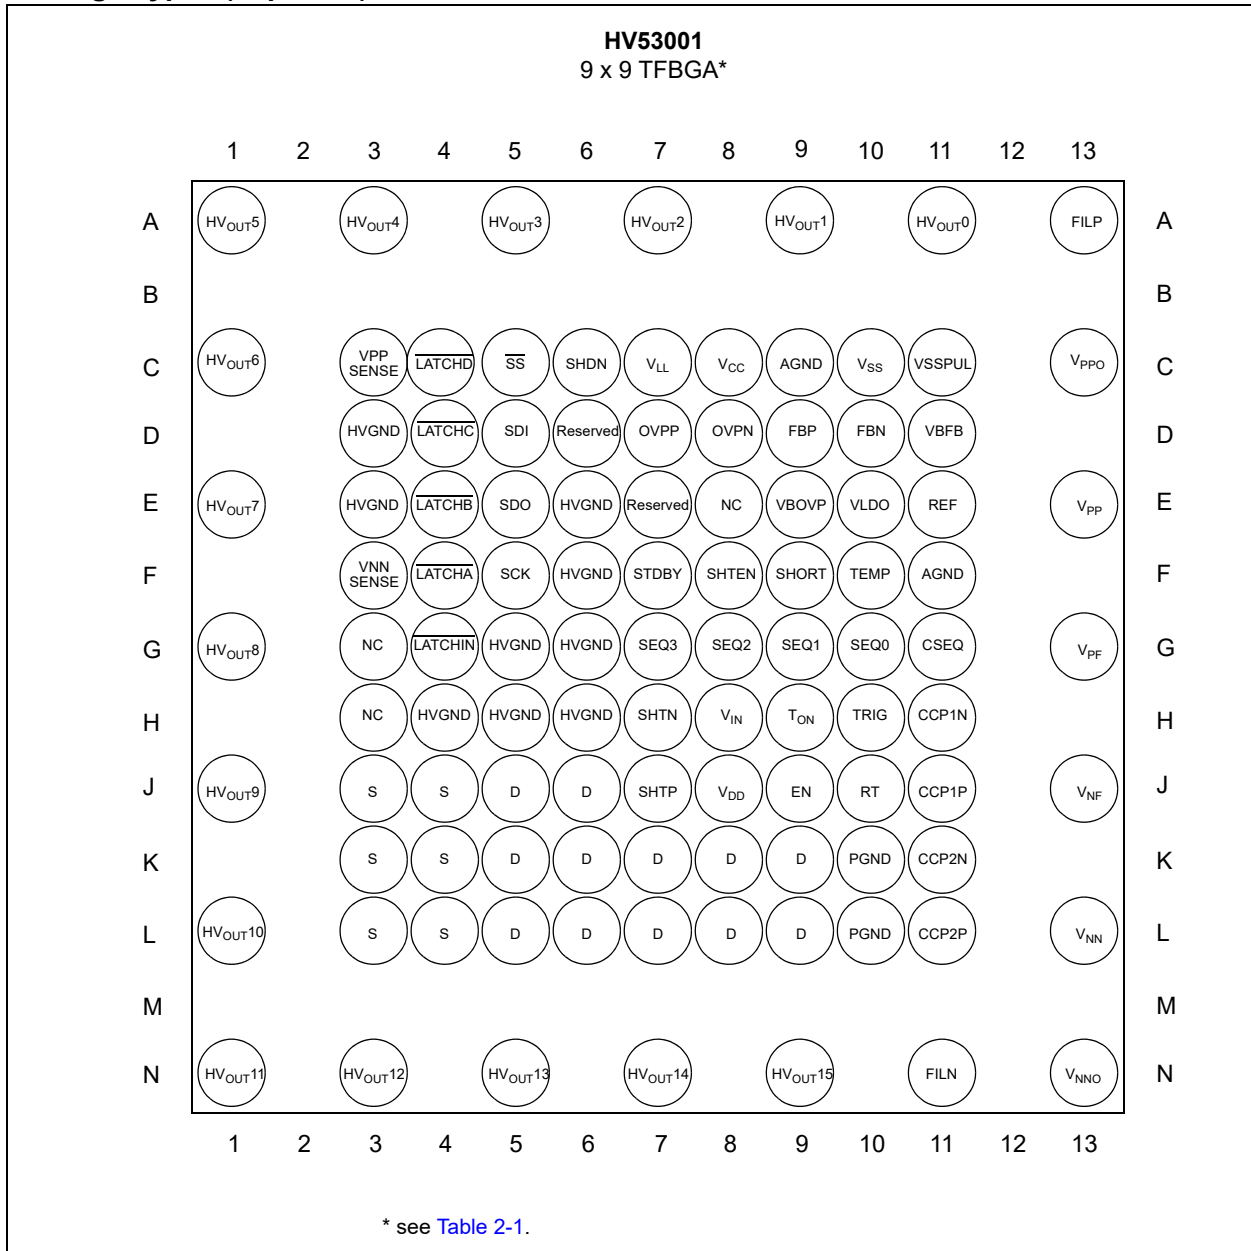 HV53001
9 x 9 TFBGA*
1 2 3 4 5 6 7 8 9 10 11 12 13
A HVOUT5 HVOUT4 HVOUT3 HVOUT2 HVOUT1 HVOUT0 FILP A
B B
C HVOUT6 VPP SENSE LATCHD SS SHDN VLL VCC AGND VSS VSSPUL VPPO C
D HVGND LATCHC SDI Reserved OVPP OVPN FBP FBN VBFB D
E HVOUT7 HVGND LATCHB SDO HVGND Reserved NC VBOVP VLDO REF VPP E
F VNN SENSE LATCHA SCK HVGND STDBY SHTEN SHORT TEMP AGND F
G HVOUT8 NC LATCHIN HVGND HVGND SEQ3 SEQ2 SEQ1 SEQ0 CSEQ VPF G
H NC HVGND HVGND HVGND SHTN VIN TON TRIG CCP1N H
J HVOUT9 S S D D SHTP VDD EN RT CCP1P VNF J
K S S D D D D D PGND CCP2N K
L HVOUT10 S S D D D D D PGND CCP2P VNN L
M M
N HVOUT11 HVOUT12 HVOUT13 HVOUT14 HVOUT15 FILN VNNO N
1 2 3 4 5 6 7 8 9 10 11 12 13
* see Table 2-1.